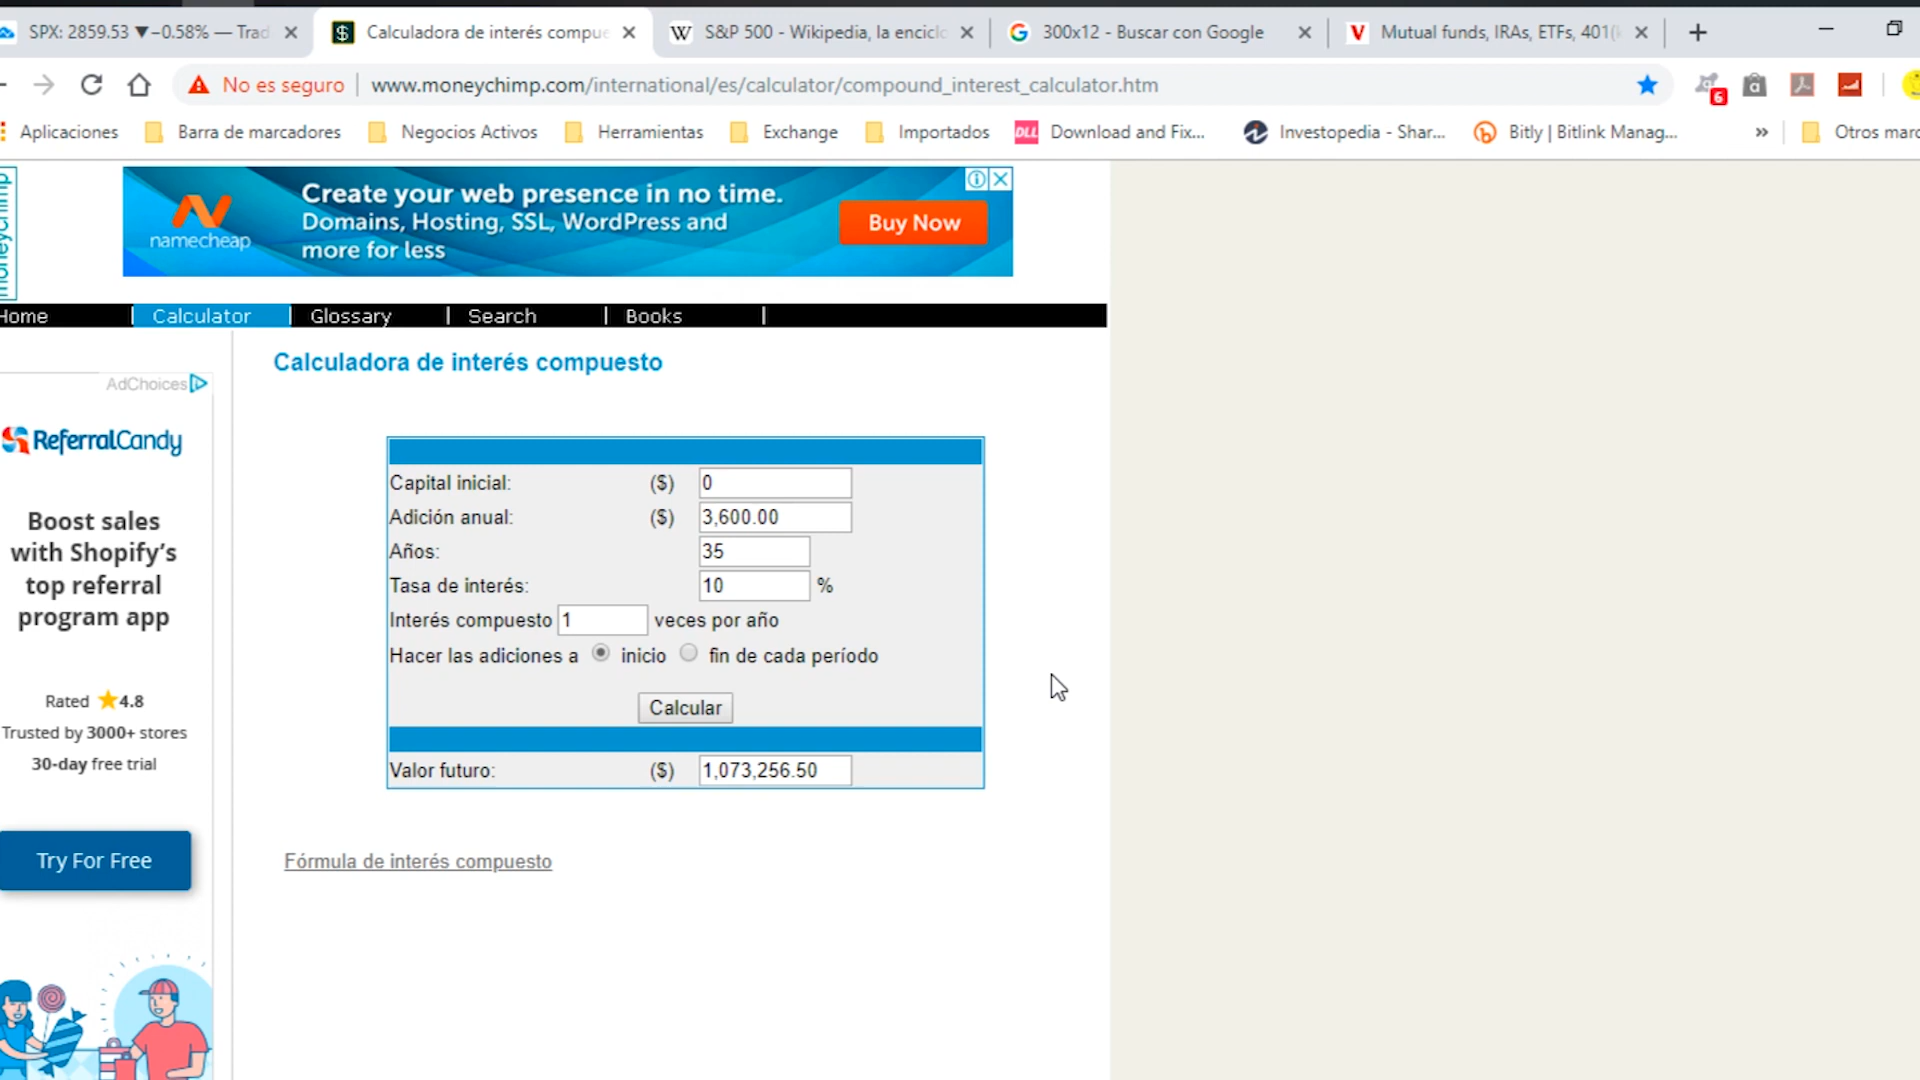 SPX: 2859.53 ▼−0.58% — Trad
Calculadora de interés compue
S&P 500 - Wikipedia, la enciclo
300x12 - Buscar con Google
Mutual funds, IRAs, ETFs, 401(k
No es seguro
www.moneychimp.com/international/es/calculator/compound_interest_calculator.htm
6
Aplicaciones
Barra de marcadores
Negocios Activos
Herramientas
Exchange
Importados
DLL
Download and Fix...
Investopedia - Shar...
Bitly | Bitlink Manag...
»
Otros marc
moneychimp
namecheap
Create your web presence in no time.
Domains, Hosting, SSL, WordPress and
more for less
Buy Now
Home
Calculator
Glossary
Search
Books
Calculadora de interés compuesto
AdChoices
ReferralCandy
Boost sales
with Shopify's
top referral
program app
Rated ★4.8
Trusted by 3000+ stores
30-day free trial
Try For Free
Capital inicial: ($) 0
Adición anual: ($) 3,600.00
Años: 35
Tasa de interés: 10 %
Interés compuesto 1 veces por año
Hacer las adiciones a inicio fin de cada período
Calcular
Valor futuro: ($) 1,073,256.50
Fórmula de interés compuesto